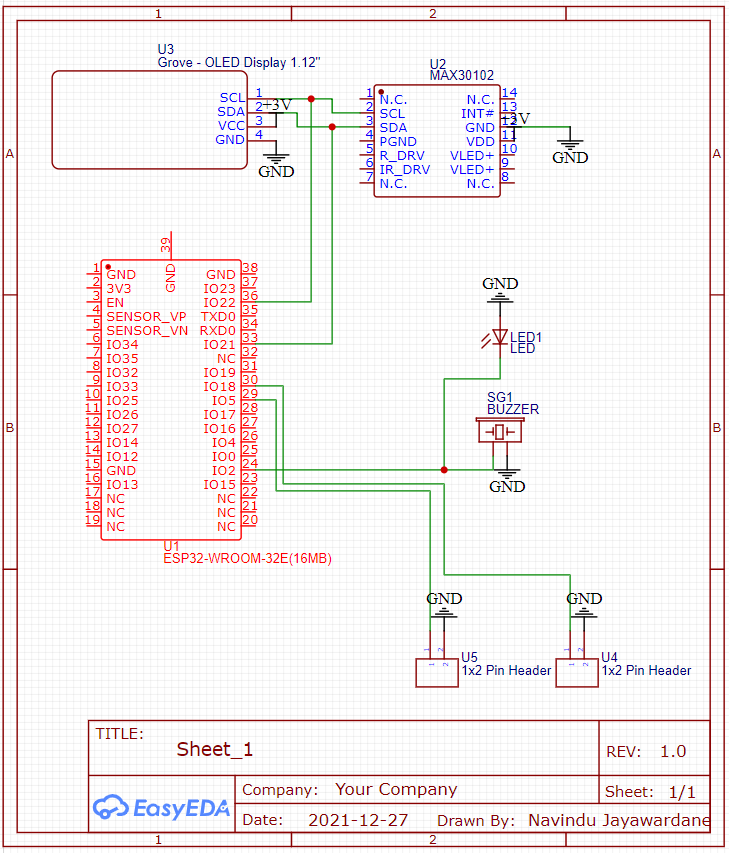 1
2
U3
Grove - OLED Display 1.12"
SCL 1
SDA 2
VCC 3
GND 4
+3V
GND
U2
MAX30102
1 N.C.
2 SCL
3 SDA
4 PGND
5 R_DRV
6 IR_DRV
7 N.C.
N.C. 14
INT# 13
GND 12
VDD 11
VLED+ 10
VLED+ 9
N.C. 8
GND
A
A
39
GND
1 GND
2 3V3
3 EN
4 SENSOR_VP
5 SENSOR_VN
6 IO34
7 IO35
8 IO32
9 IO33
10 IO25
11 IO26
12 IO27
13 IO14
14 IO12
15 GND
16 IO13
17 NC
18 NC
19 NC
GND 38
IO23 37
IO22 36
TXD0 35
RXD0 34
IO21 33
NC 32
IO19 31
IO18 30
IO5 29
IO17 28
IO16 27
IO4 26
IO0 25
IO2 24
IO15 23
NC 22
NC 21
NC 20
U1
ESP32-WROOM-32E(16MB)
GND
LED1
LED
SG1
BUZZER
GND
B
B
GND
1 2
1 2
U5
1x2 Pin Header
GND
1 2
1 2
U4
1x2 Pin Header
TITLE:
Sheet_1
REV: 1.0
EasyEDA
Company: Your Company
Sheet: 1/1
Date: 2021-12-27 Drawn By: Navindu Jayawardane
1
2